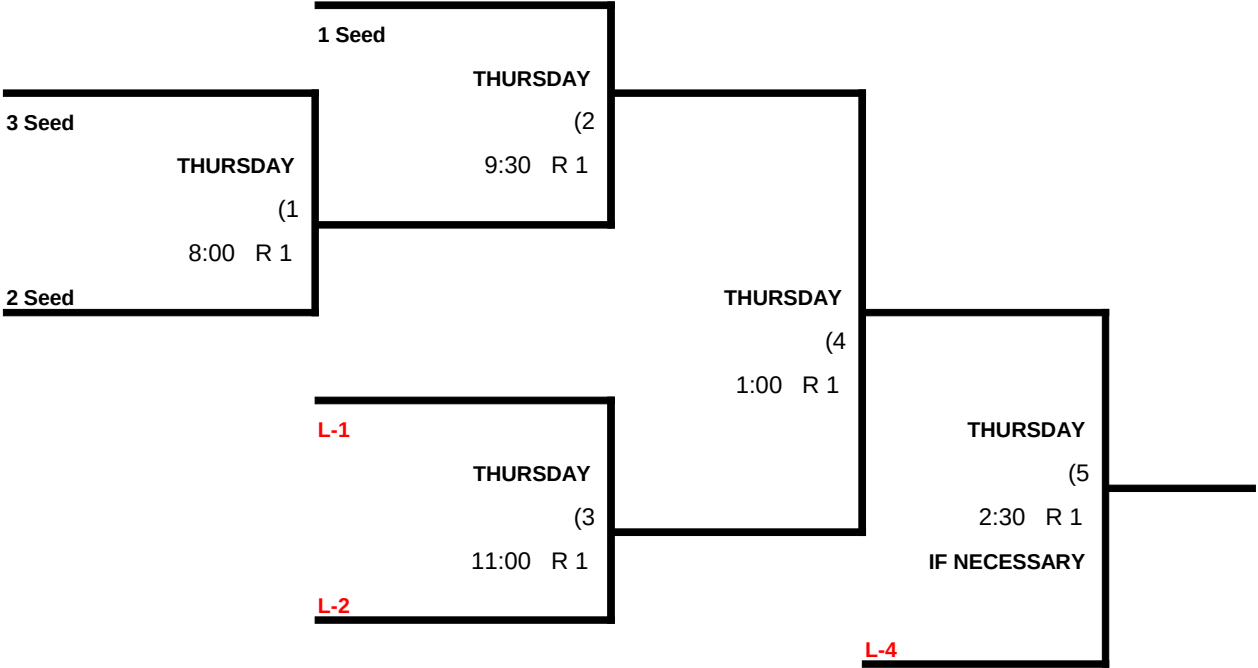 1 Seed
THURSDAY
(2
9:30 R 1
3 Seed
THURSDAY
(1
8:00 R 1
2 Seed
THURSDAY
(4
1:00 R 1
L-1
THURSDAY
(3
11:00 R 1
L-2
THURSDAY
(5
2:30 R 1
IF NECESSARY
L-4